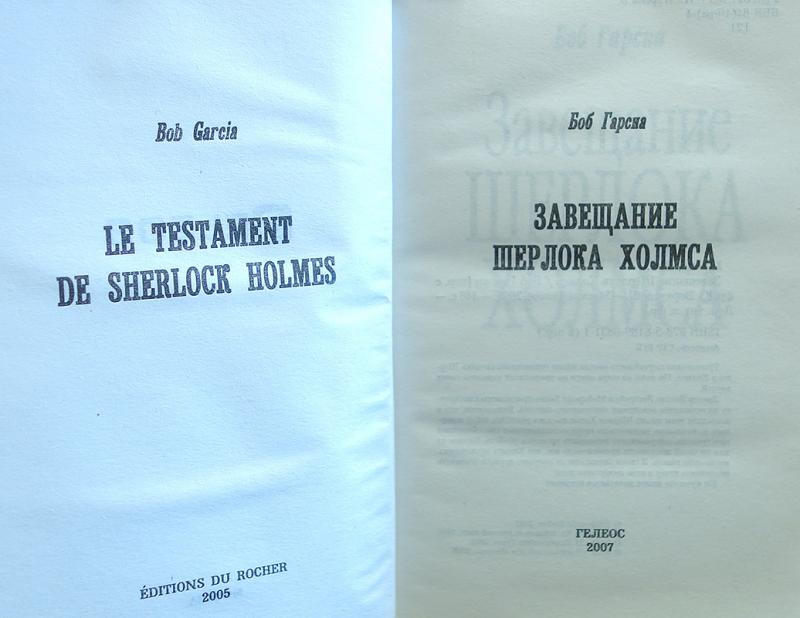 Bob Garcia
LE TESTAMENT
DE SHERLOCK HOLMES
ÉDITIONS DU ROCHER
2005
Боб Гарсиа
ЗАВЕЩАНИЕ
ШЕРЛОКА ХОЛМСА
ГЕЛЕОС
2007